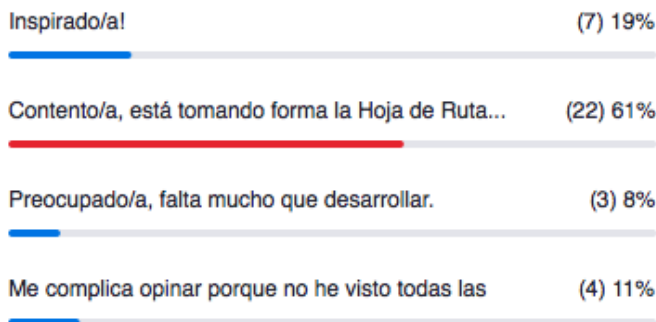 Inspirado/a! (7) 19%
Contento/a, está tomando forma la Hoja de Ruta... (22) 61%
Preocupado/a, falta mucho que desarrollar. (3) 8%
Me complica opinar porque no he visto todas las (4) 11%